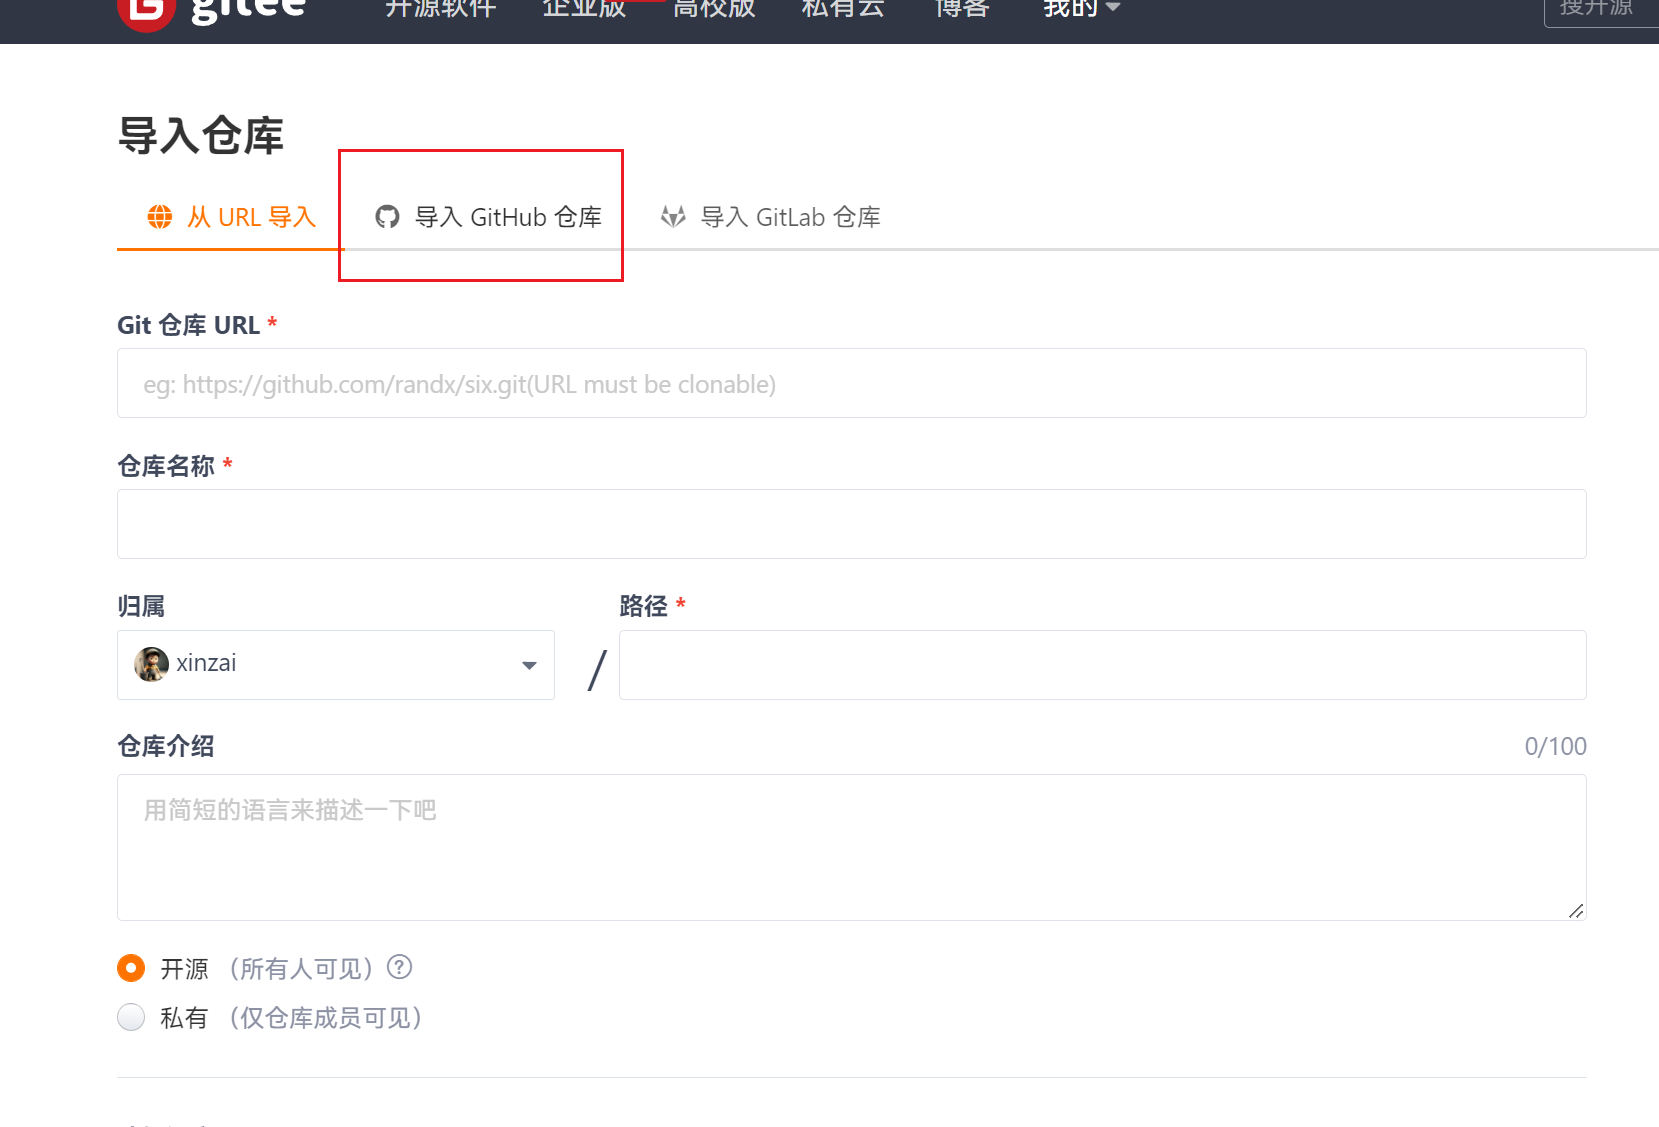 gitee 开源软件 企业版 高校版 私有云 博客 我的 搜开源
导入仓库
从 URL 导入 导入 GitHub 仓库 导入 GitLab 仓库
Git 仓库 URL *
eg: https://github.com/randx/six.git(URL must be clonable)
仓库名称 *
归属 路径 *
xinzai /
仓库介绍 0/100
用简短的语言来描述一下吧
开源 （所有人可见） ?
私有 （仅仓库成员可见）